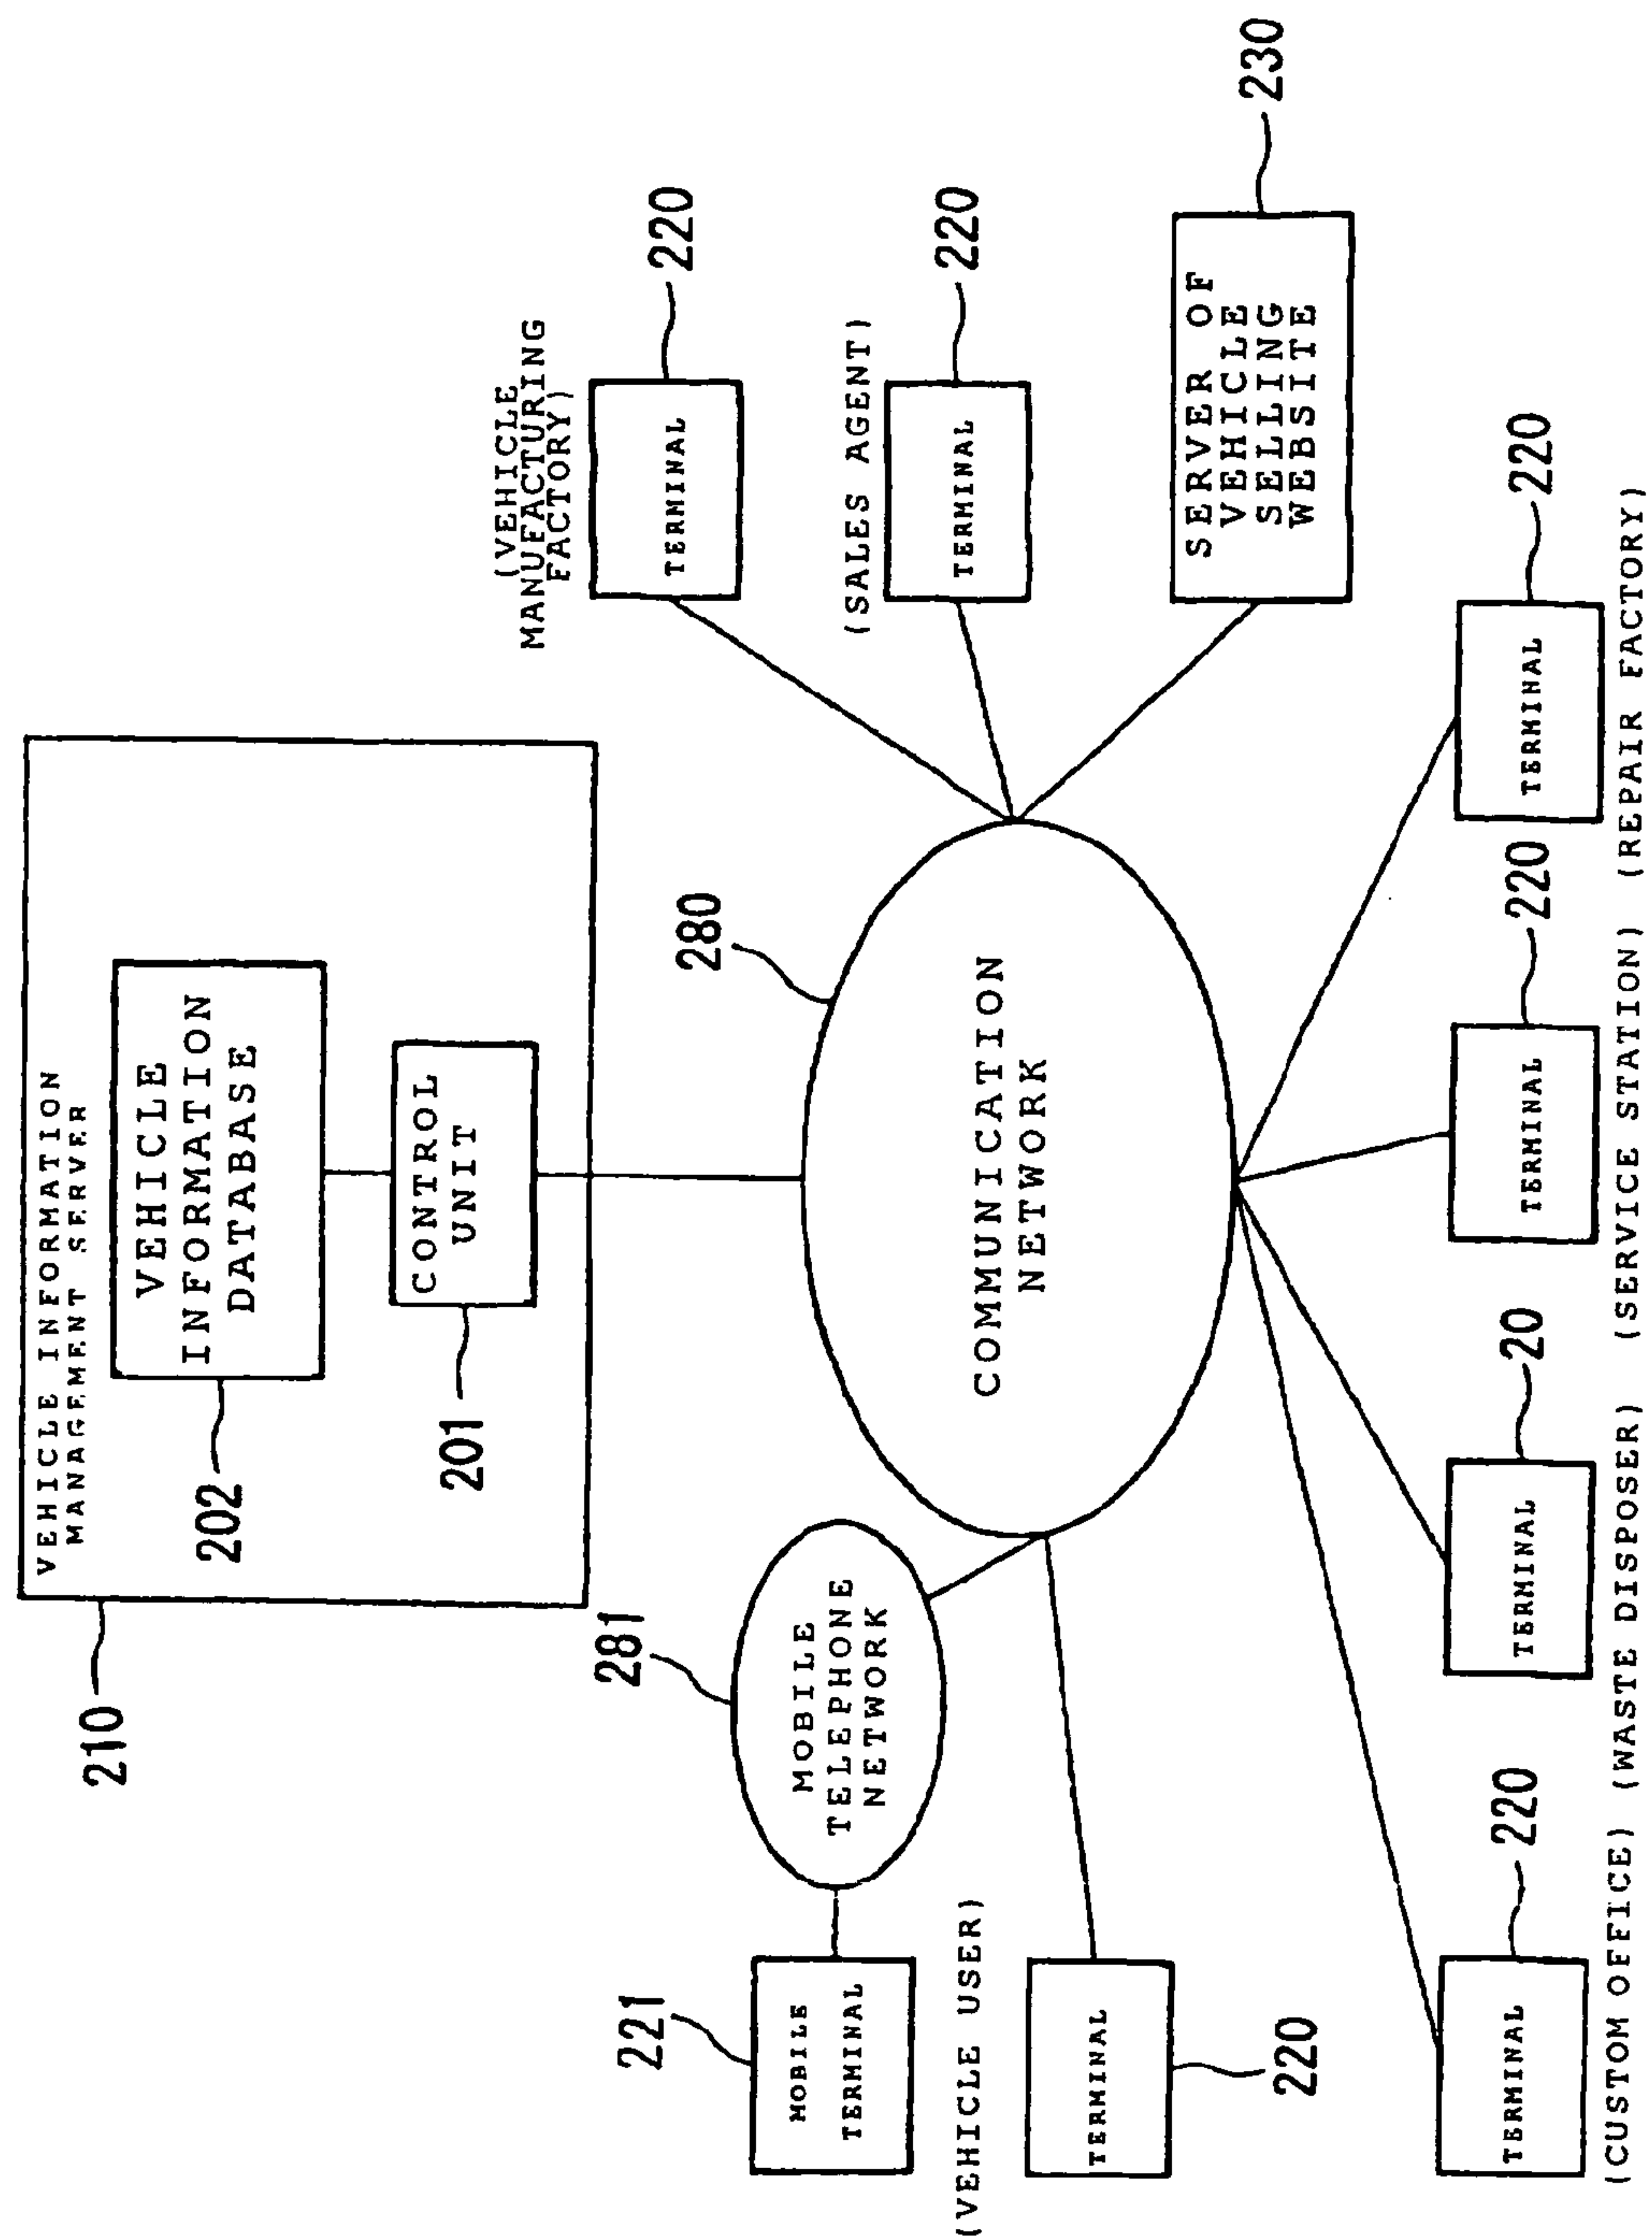 VEHICLE INFORMATION
MANAGEMENT SERVER
210
VEHICLE
INFORMATION
DATABASE
202
CONTROL
UNIT
201
280
COMMUNICATION
NETWORK
281
MOBILE
TELEPHONE
NETWORK
221
MOBILE
TERMINAL
(VEHICLE USER)
TERMINAL
220
(VEHICLE
MANUFACTURING
FACTORY)
TERMINAL
220
(SALES AGENT)
TERMINAL
220
SERVER OF
VEHICLE
SELLING
WEBSITE
230
TERMINAL
220
(CUSTOM OFFICE)
TERMINAL
20
(WASTE DISPOSER)
TERMINAL
220
(SERVICE STATION)
TERMINAL
220
(REPAIR FACTORY)